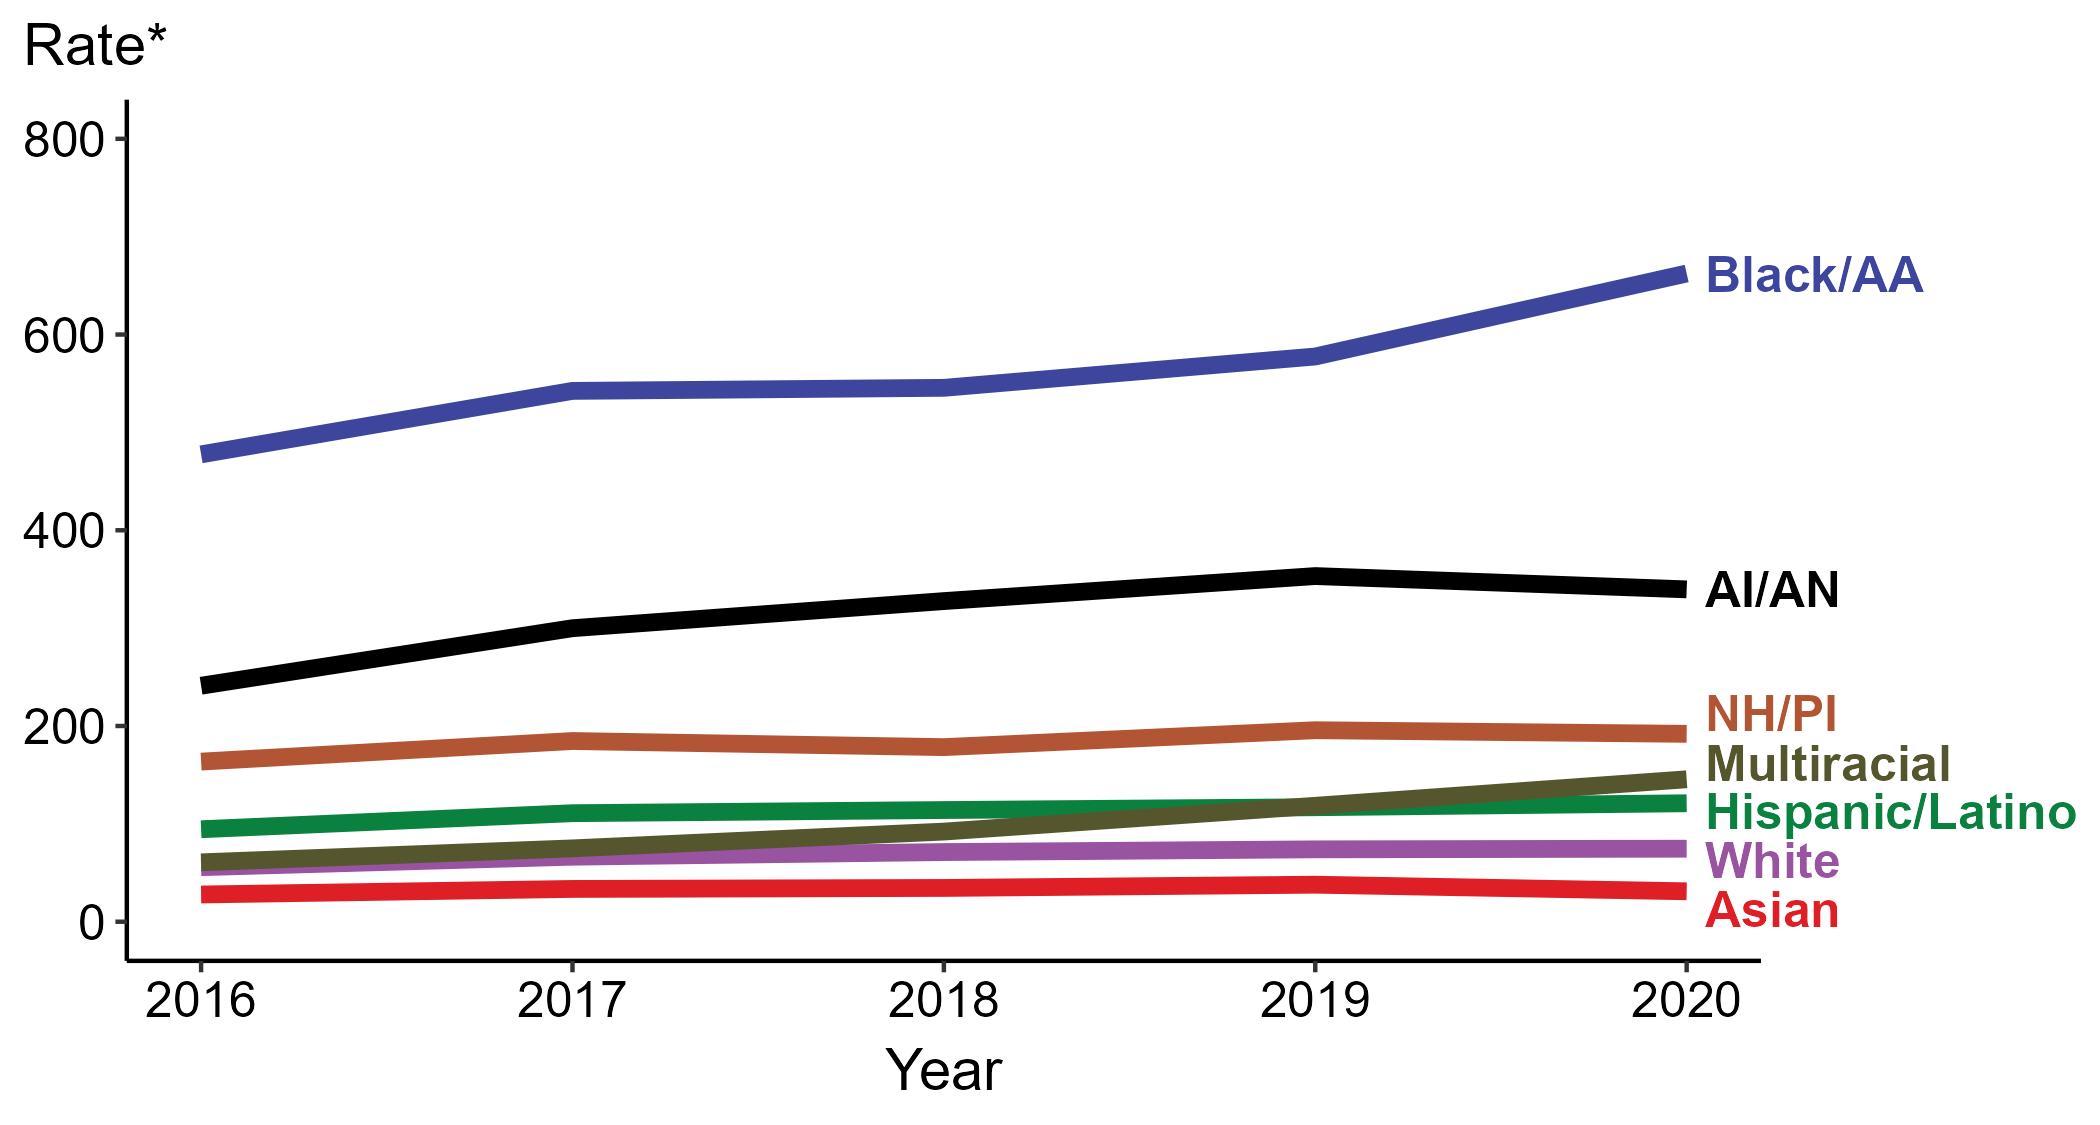 Rate*
800
600
400
200
0
Black/AA
AI/AN
NH/PI
Multiracial
Hispanic/Latino
White
Asian
2016 2017 2018 2019 2020
Year